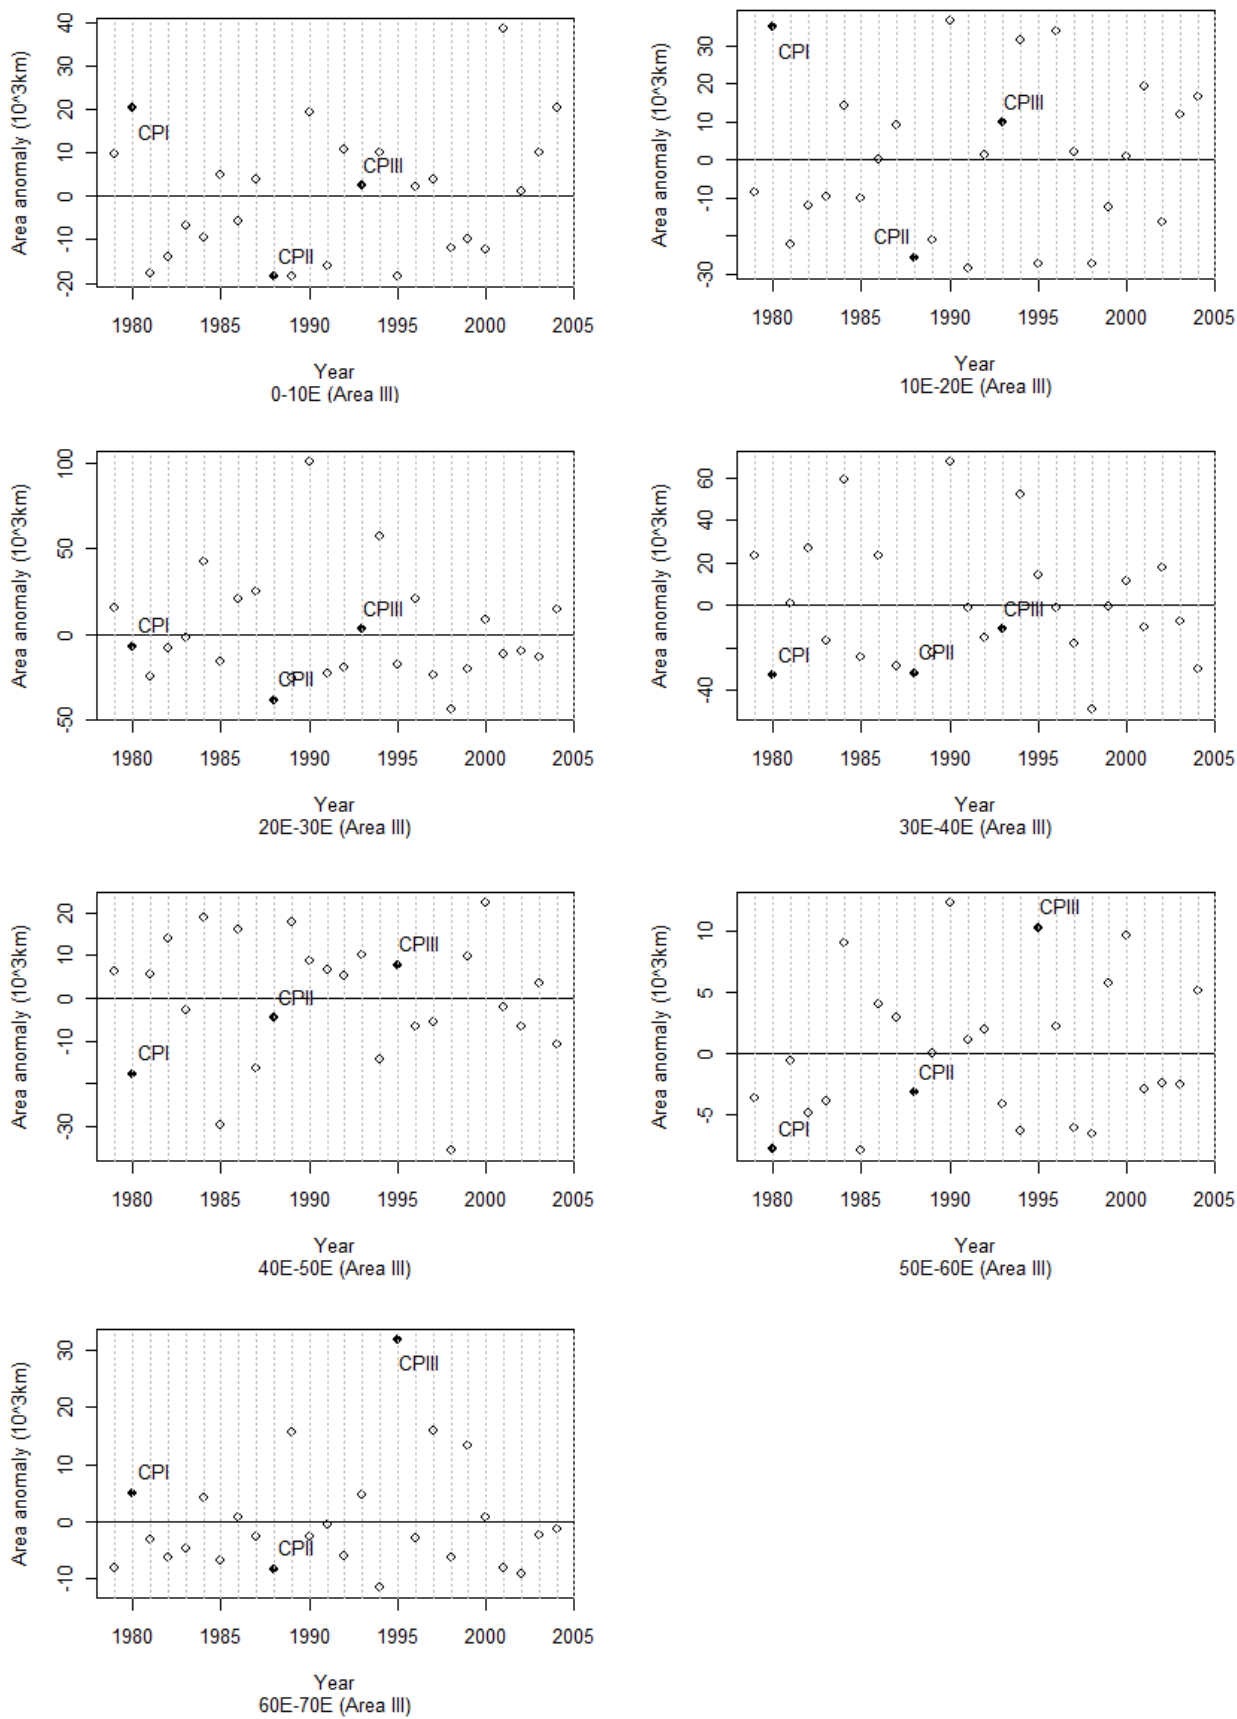 Area anomaly (10^3km)
40
30
20
10
0
-10
-20
CPI
CPII
CPIII
1980 1985 1990 1995 2000 2005
Year
0-10E (Area III)
Area anomaly (10^3km)
30
20
10
0
-10
-30
CPI
CPII
CPIII
1980 1985 1990 1995 2000 2005
Year
10E-20E (Area III)
Area anomaly (10^3km)
100
50
0
-50
CPI
CPII
CPIII
1980 1985 1990 1995 2000 2005
Year
20E-30E (Area III)
Area anomaly (10^3km)
60
40
20
0
-40
CPI
CPII
CPIII
1980 1985 1990 1995 2000 2005
Year
30E-40E (Area III)
Area anomaly (10^3km)
20
10
0
-10
-30
CPI
CPII
CPIII
1980 1985 1990 1995 2000 2005
Year
40E-50E (Area III)
Area anomaly (10^3km)
10
5
0
-5
CPI
CPII
CPIII
1980 1985 1990 1995 2000 2005
Year
50E-60E (Area III)
Area anomaly (10^3km)
30
20
10
0
-10
CPI
CPII
CPIII
1980 1985 1990 1995 2000 2005
Year
60E-70E (Area III)